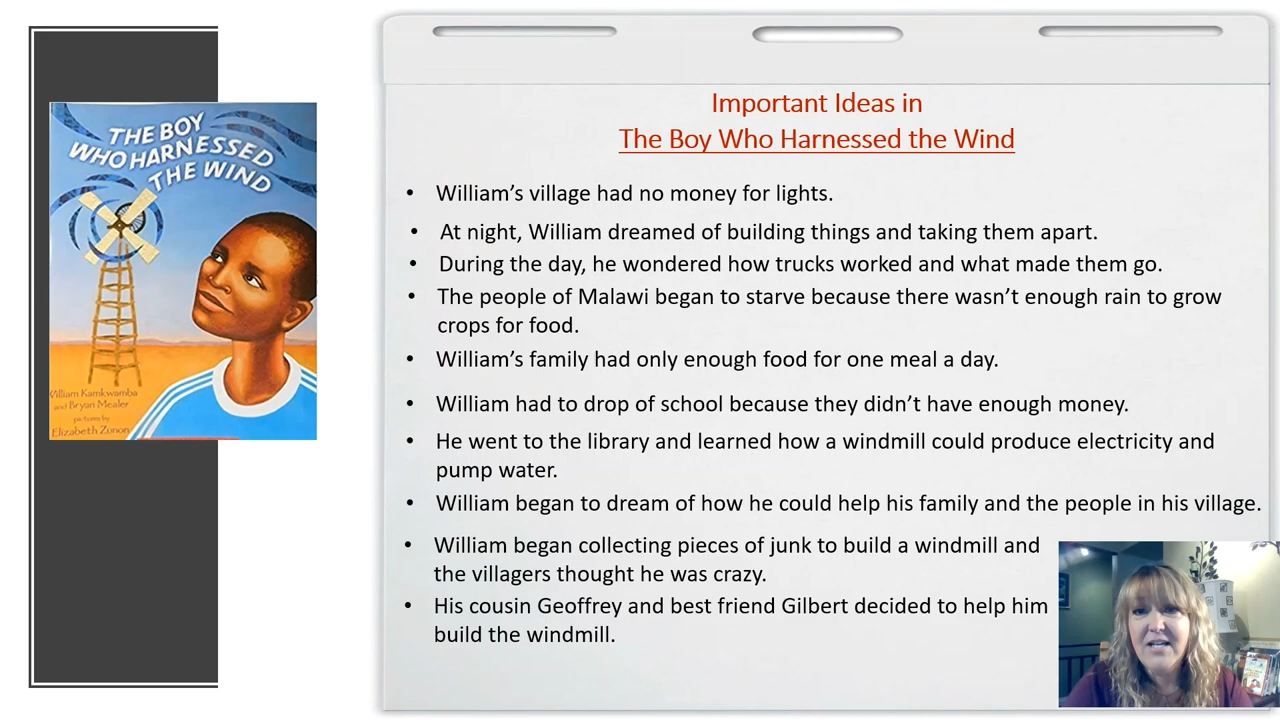 THE BOY
WHO HARNESSED
THE WIND
William Kamkwamba
and Bryan Mealer
pictures by
Elizabeth Zunon
Important Ideas in
The Boy Who Harnessed the Wind
• William’s village had no money for lights.
• At night, William dreamed of building things and taking them apart.
• During the day, he wondered how trucks worked and what made them go.
• The people of Malawi began to starve because there wasn’t enough rain to grow
crops for food.
• William’s family had only enough food for one meal a day.
• William had to drop of school because they didn’t have enough money.
• He went to the library and learned how a windmill could produce electricity and
pump water.
• William began to dream of how he could help his family and the people in his village.
• William began collecting pieces of junk to build a windmill and
the villagers thought he was crazy.
• His cousin Geoffrey and best friend Gilbert decided to help him
build the windmill.